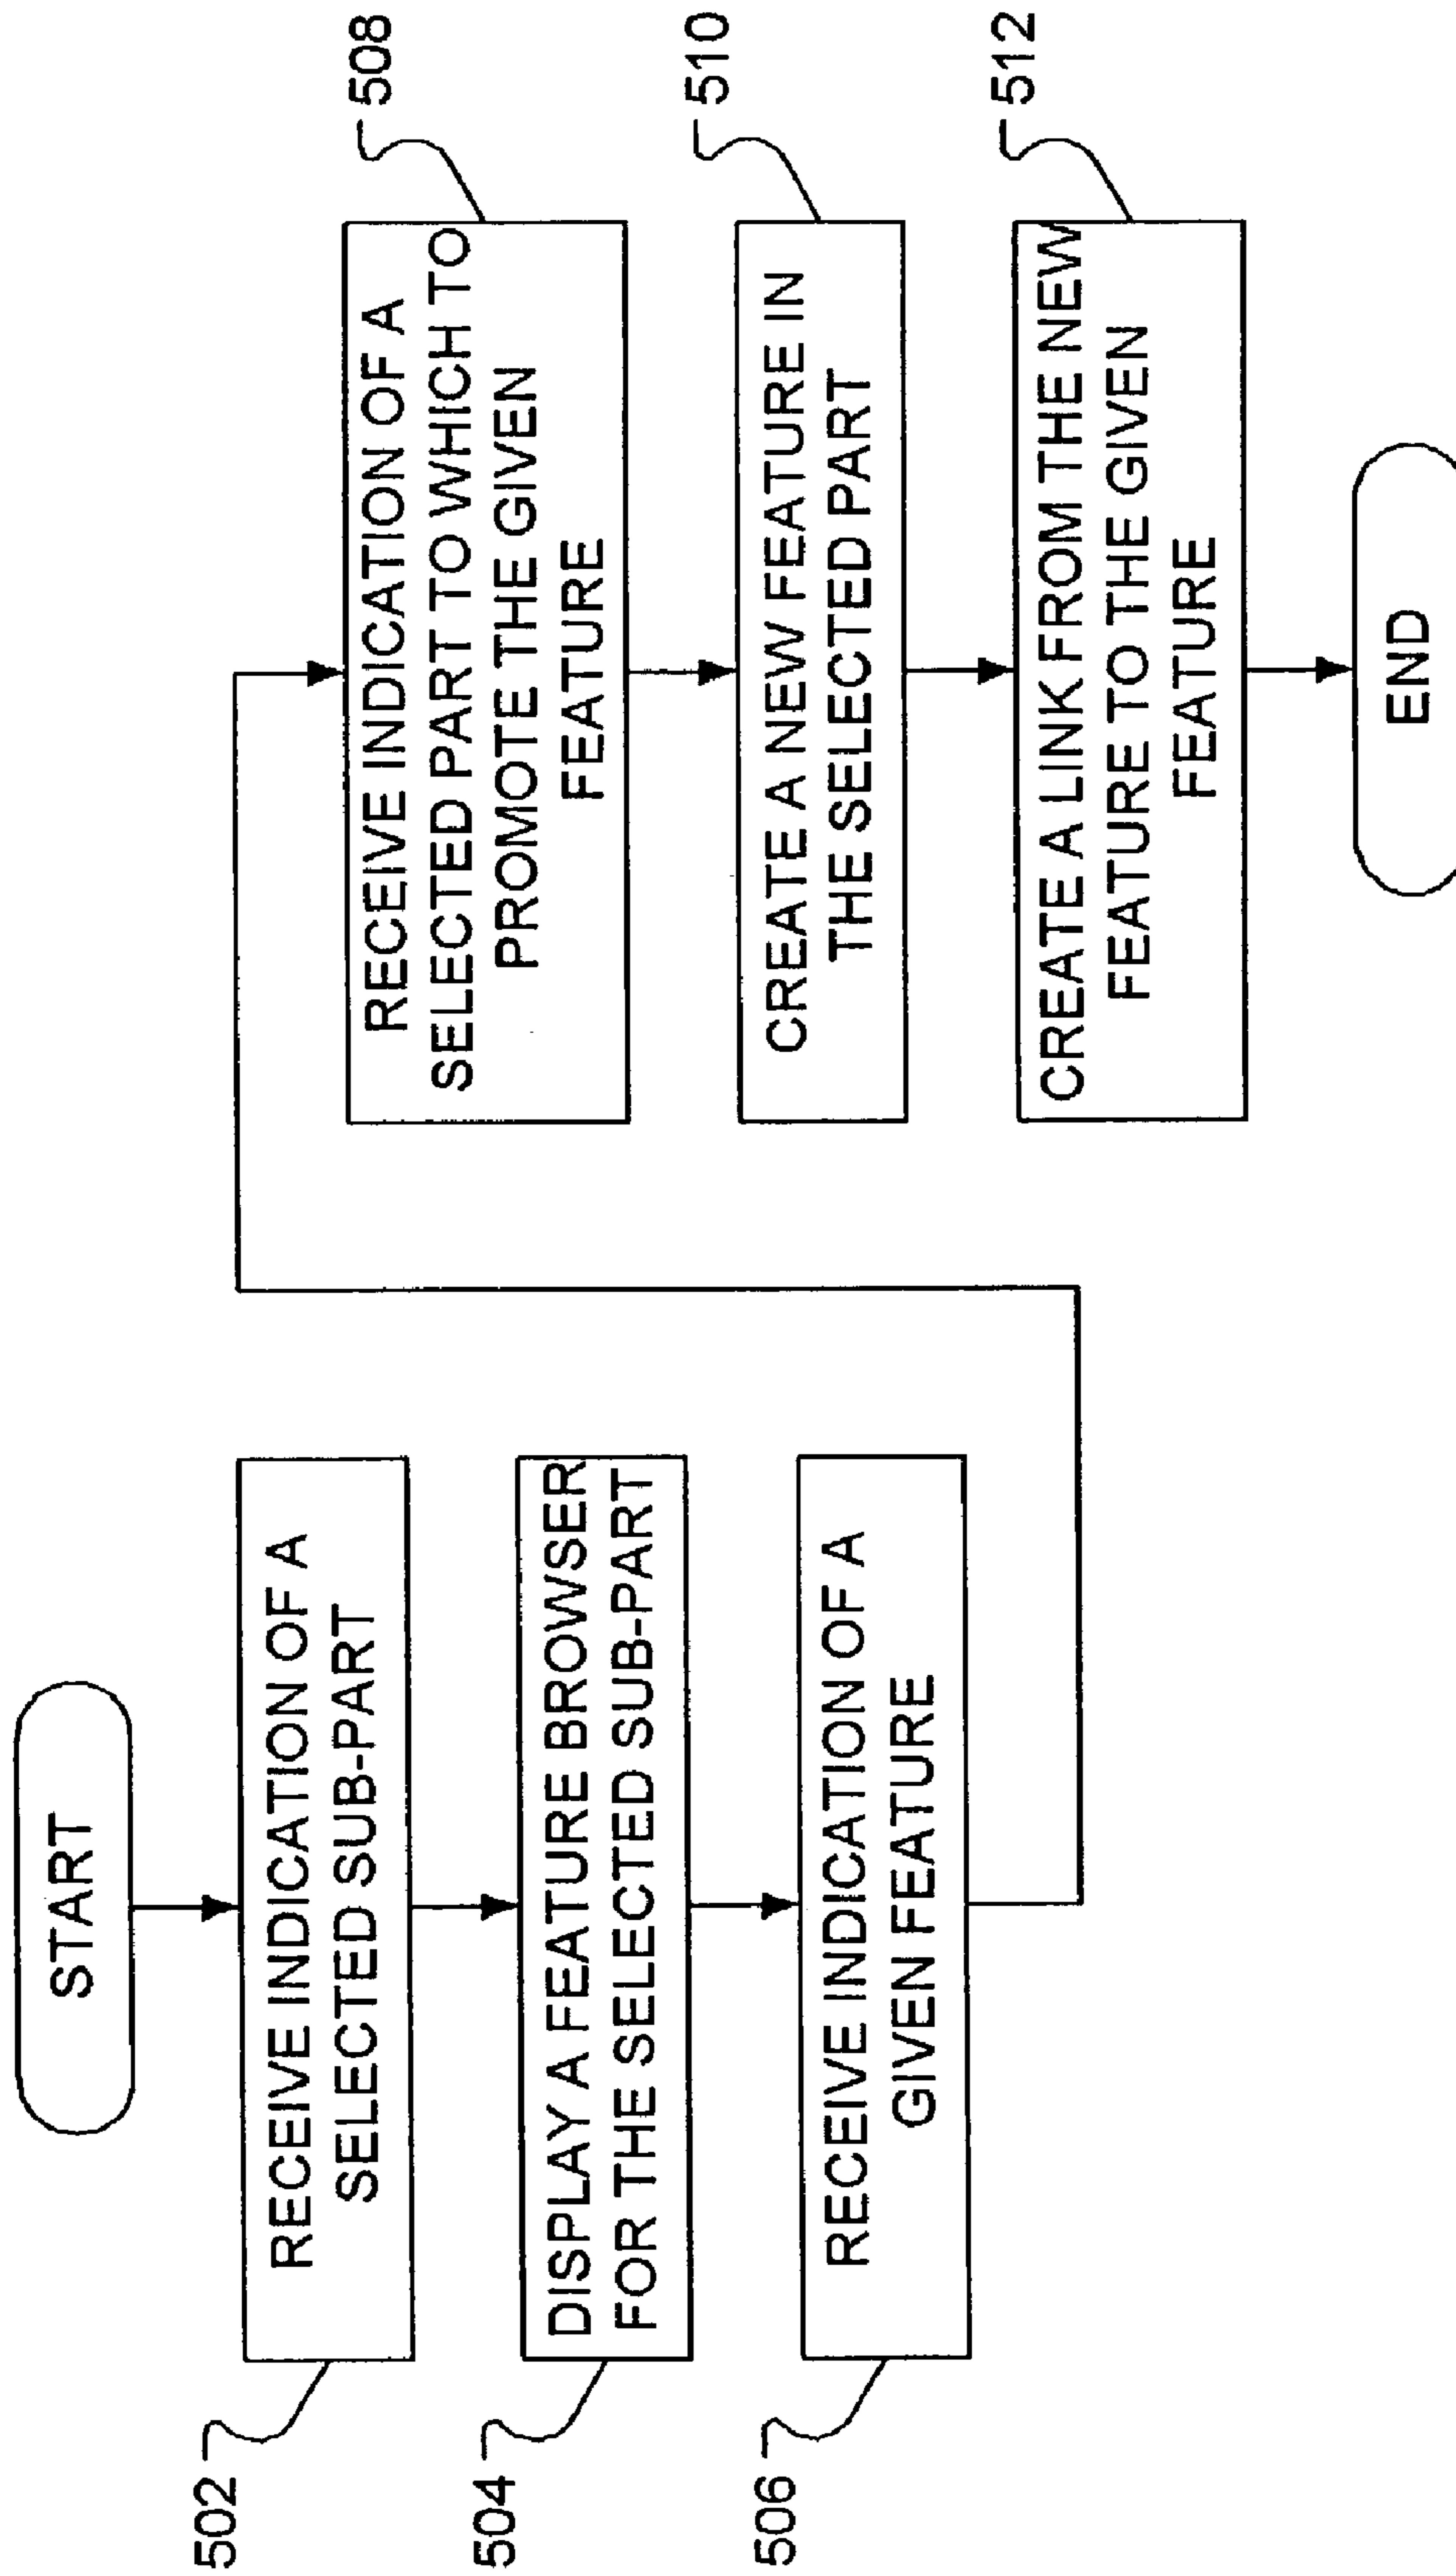 START
502
RECEIVE INDICATION OF A
SELECTED SUB-PART
504
DISPLAY A FEATURE BROWSER
FOR THE SELECTED SUB-PART
506
RECEIVE INDICATION OF A
GIVEN FEATURE
508
RECEIVE INDICATION OF A
SELECTED PART TO WHICH TO
PROMOTE THE GIVEN
FEATURE
510
CREATE A NEW FEATURE IN
THE SELECTED PART
512
CREATE A LINK FROM THE NEW
FEATURE TO THE GIVEN
FEATURE
END